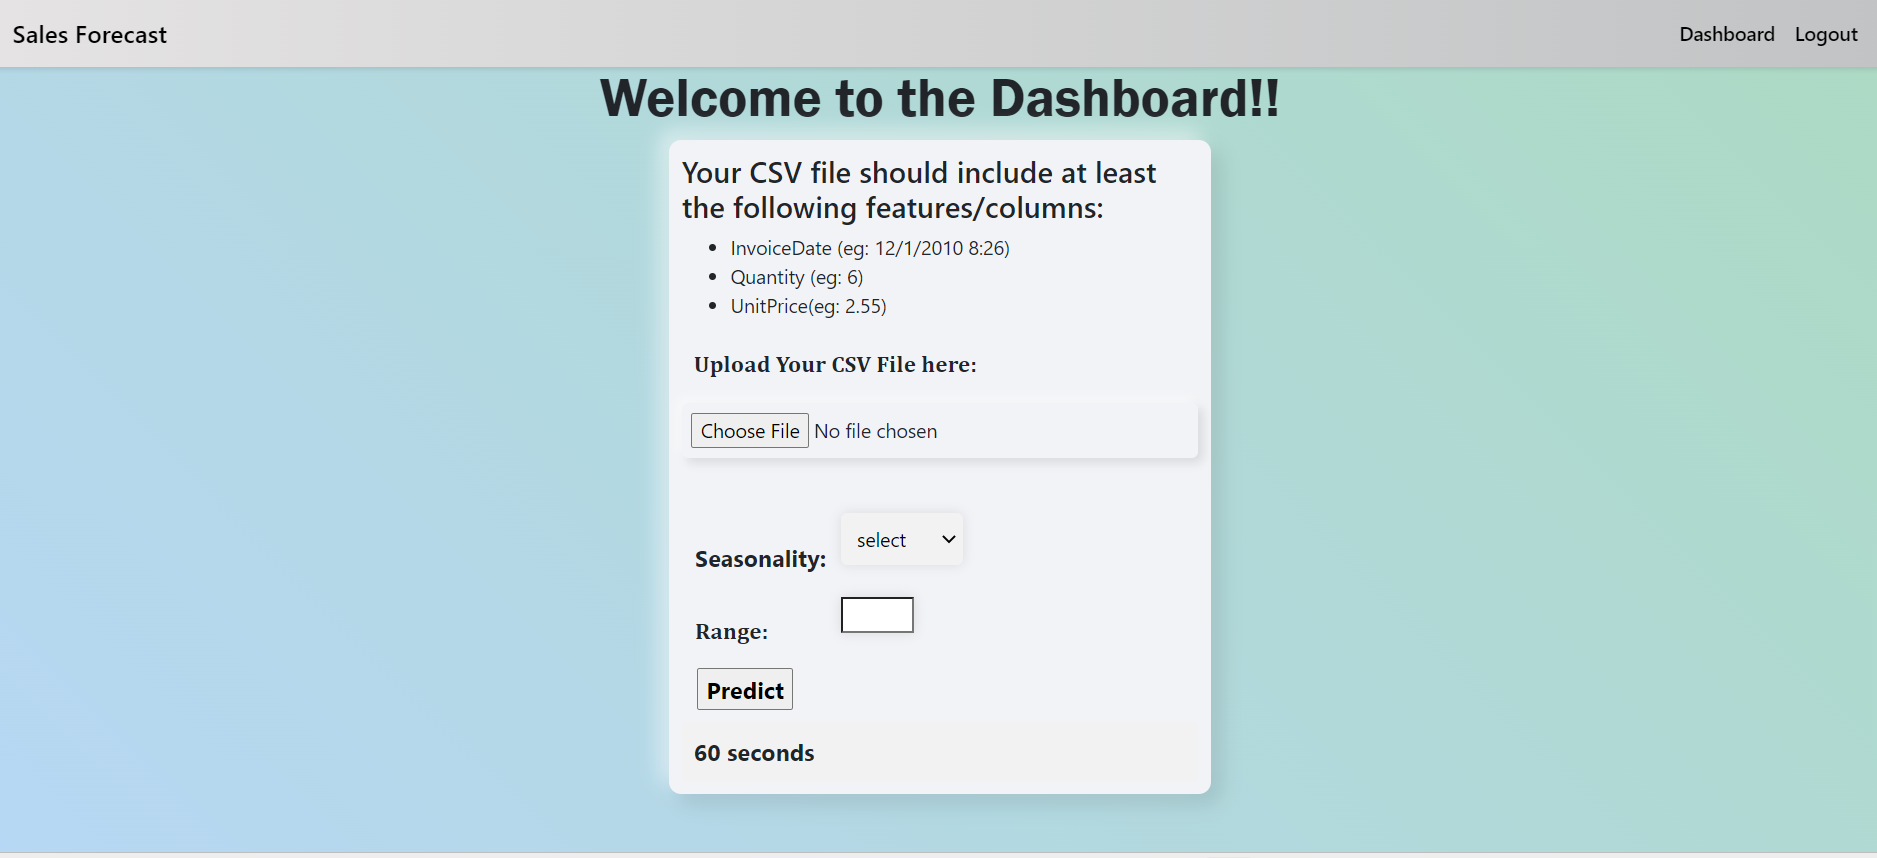 Sales Forecast
Dashboard Logout
Welcome to the Dashboard!!
Your CSV file should include at least
the following features/columns:
InvoiceDate (eg: 12/1/2010 8:26)
Quantity (eg: 6)
UnitPrice(eg: 2.55)
Upload Your CSV File here:
Choose File No file chosen
Seasonality: select
Range:
Predict
60 seconds